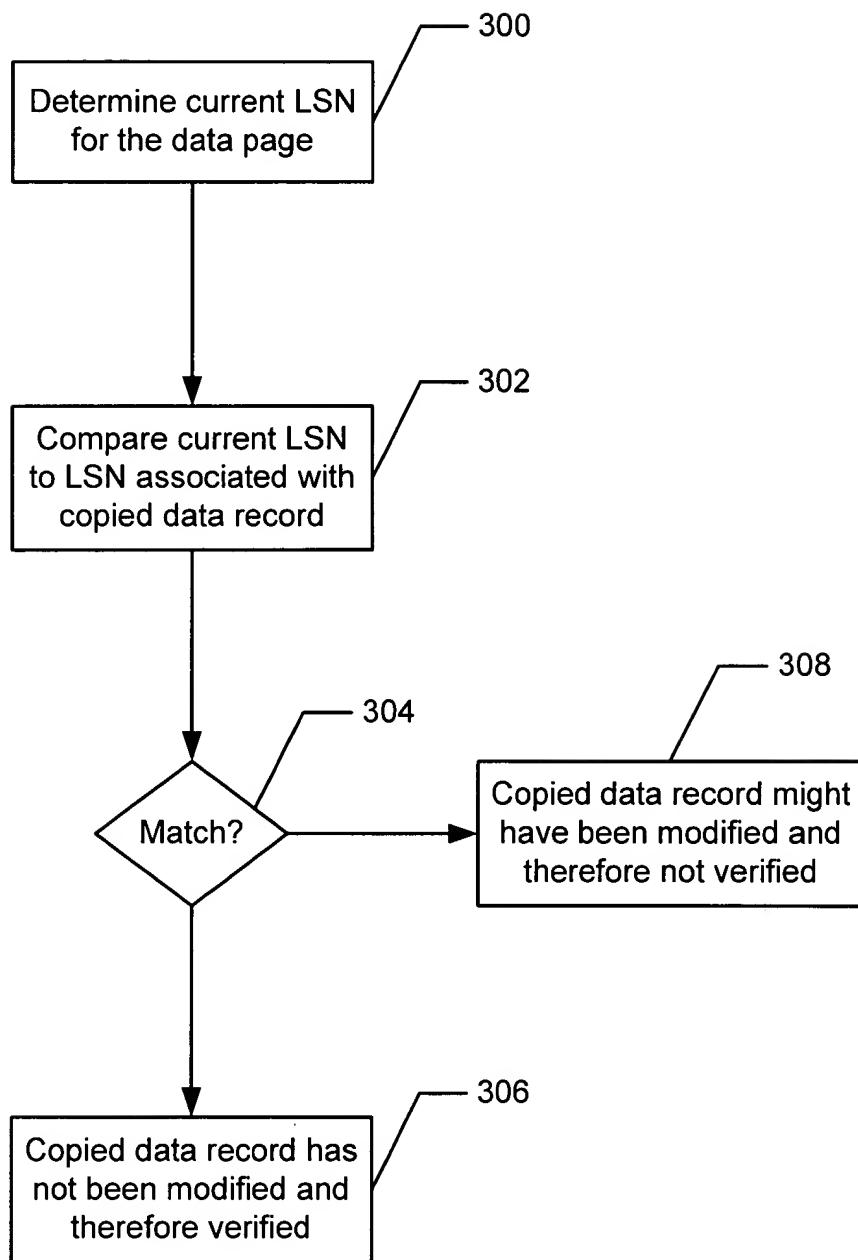 300
Determine current LSN
for the data page
302
Compare current LSN
to LSN associated with
copied data record
304
Match?
308
Copied data record might
have been modified and
therefore not verified
306
Copied data record has
not been modified and
therefore verified